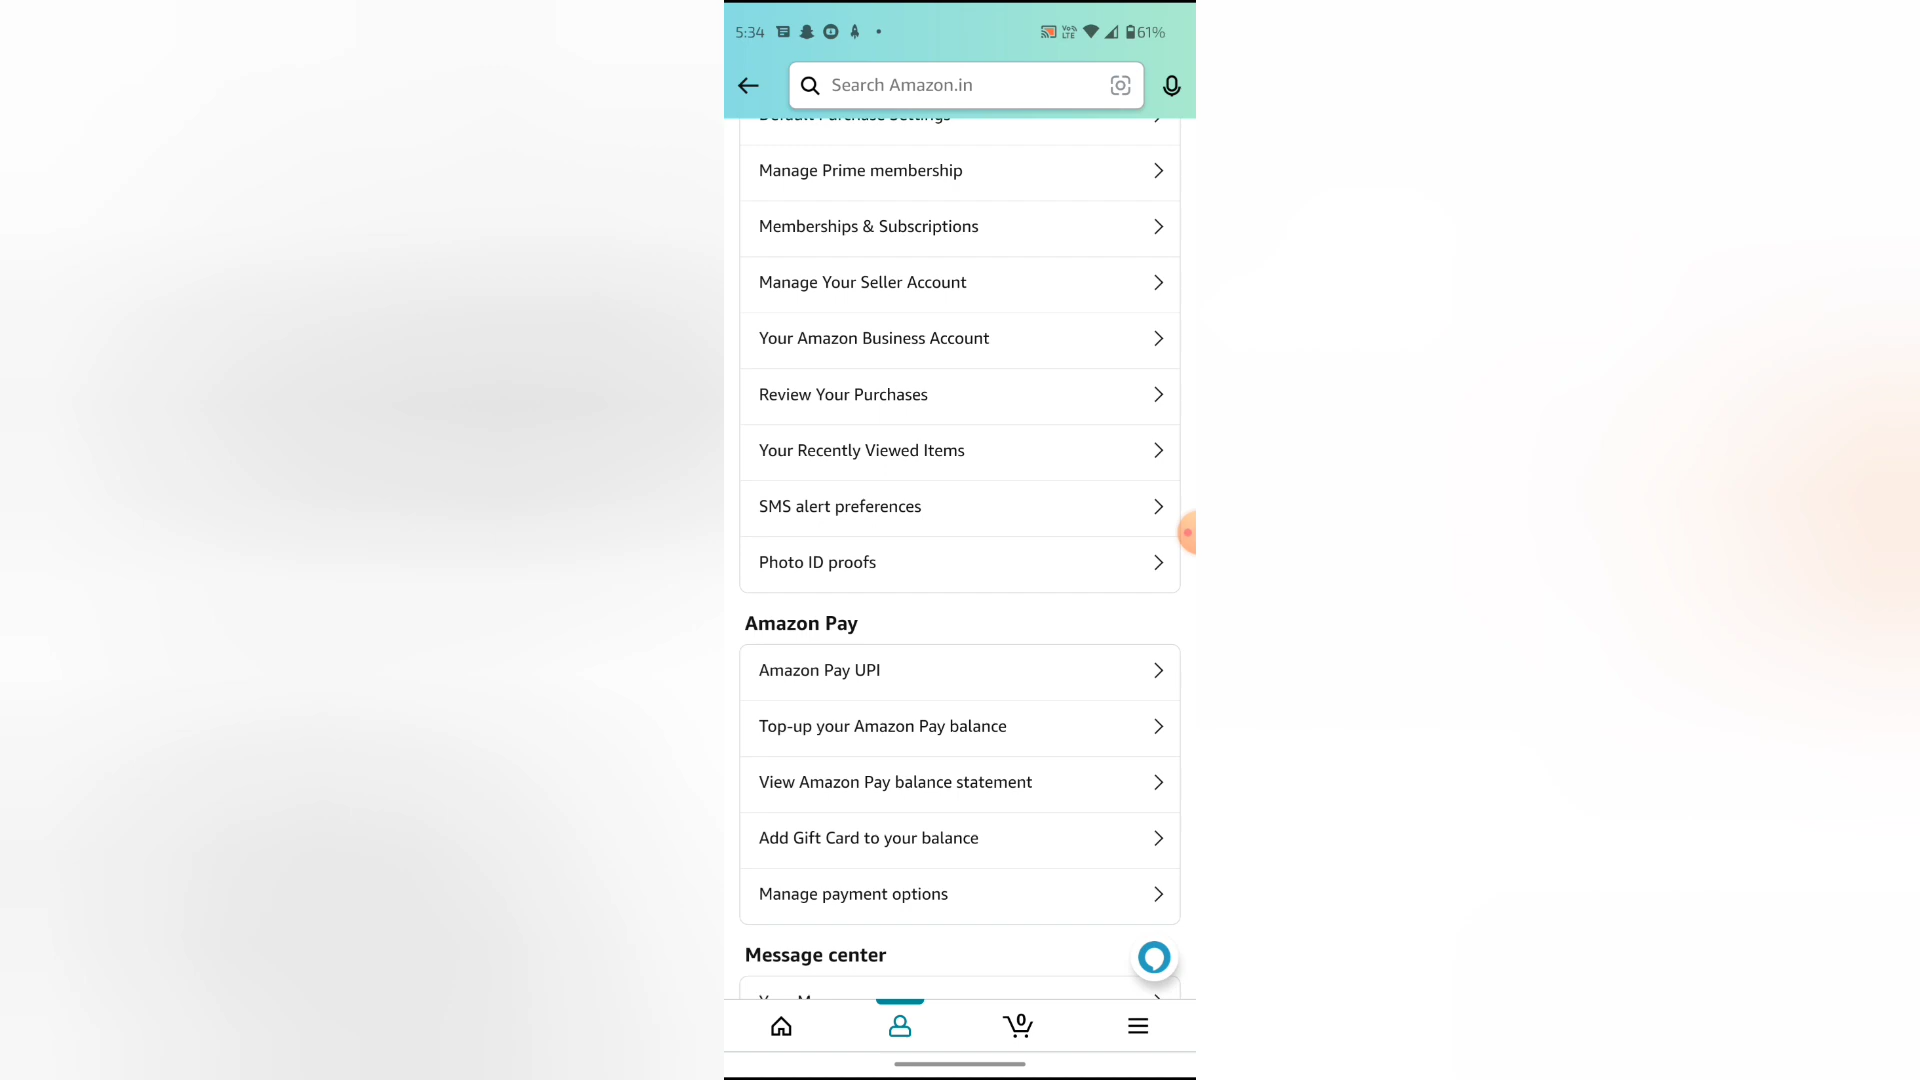 5:34
VoLTE
61%
Search Amazon.in
Default Purchase Settings
Manage Prime membership
Memberships & Subscriptions
Manage Your Seller Account
Your Amazon Business Account
Review Your Purchases
Your Recently Viewed Items
SMS alert preferences
Photo ID proofs
Amazon Pay
Amazon Pay UPI
Top-up your Amazon Pay balance
View Amazon Pay balance statement
Add Gift Card to your balance
Manage payment options
Message center
0